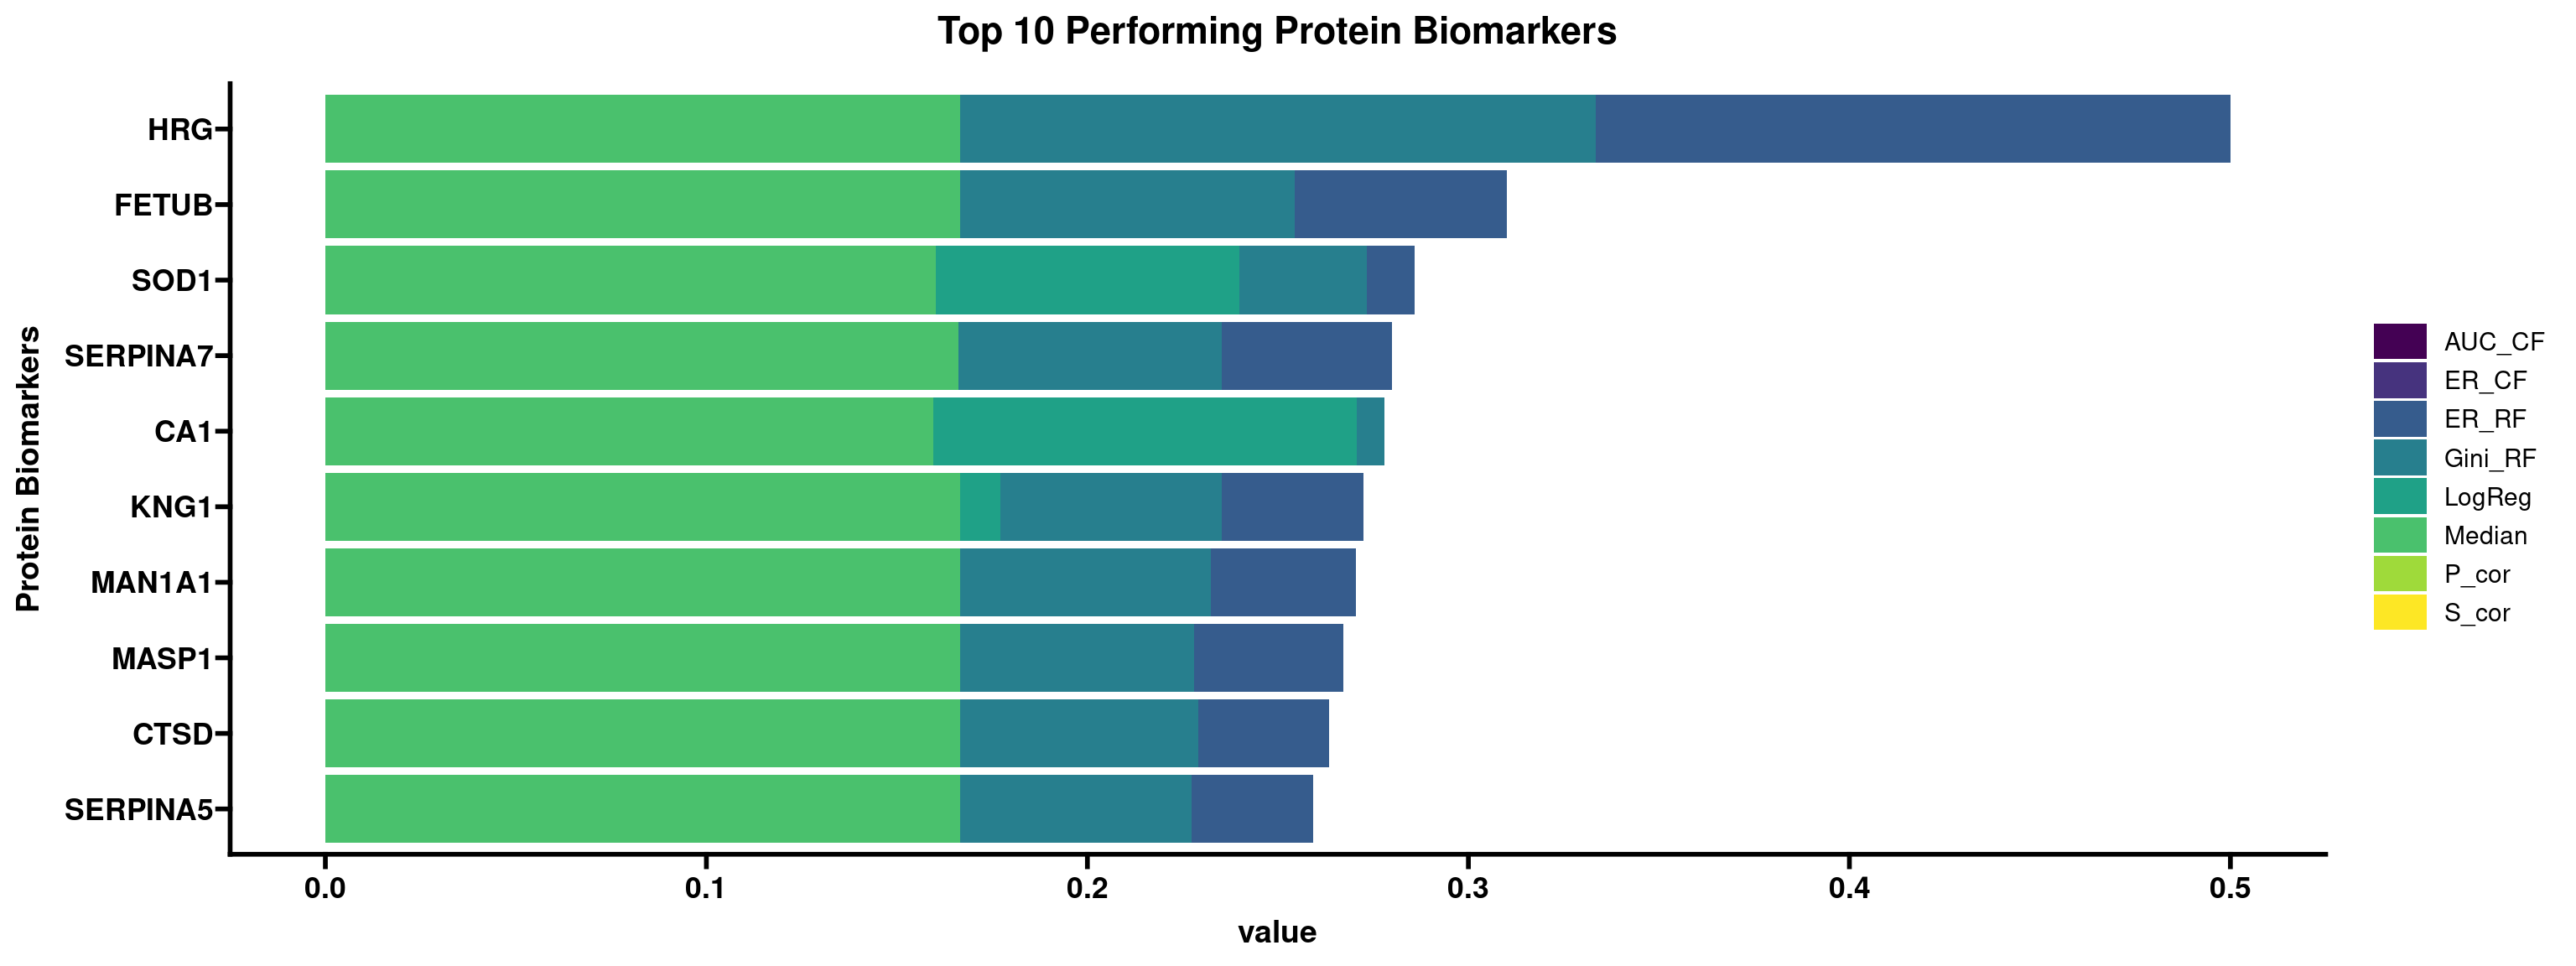 Top 10 Performing Protein Biomarkers
Protein Biomarkers
HRG
FETUB
SOD1
SERPINA7
CA1
KNG1
MAN1A1
MASP1
CTSD
SERPINA5
0.0 0.1 0.2 0.3 0.4 0.5
value
AUC_CF
ER_CF
ER_RF
Gini_RF
LogReg
Median
P_cor
S_cor